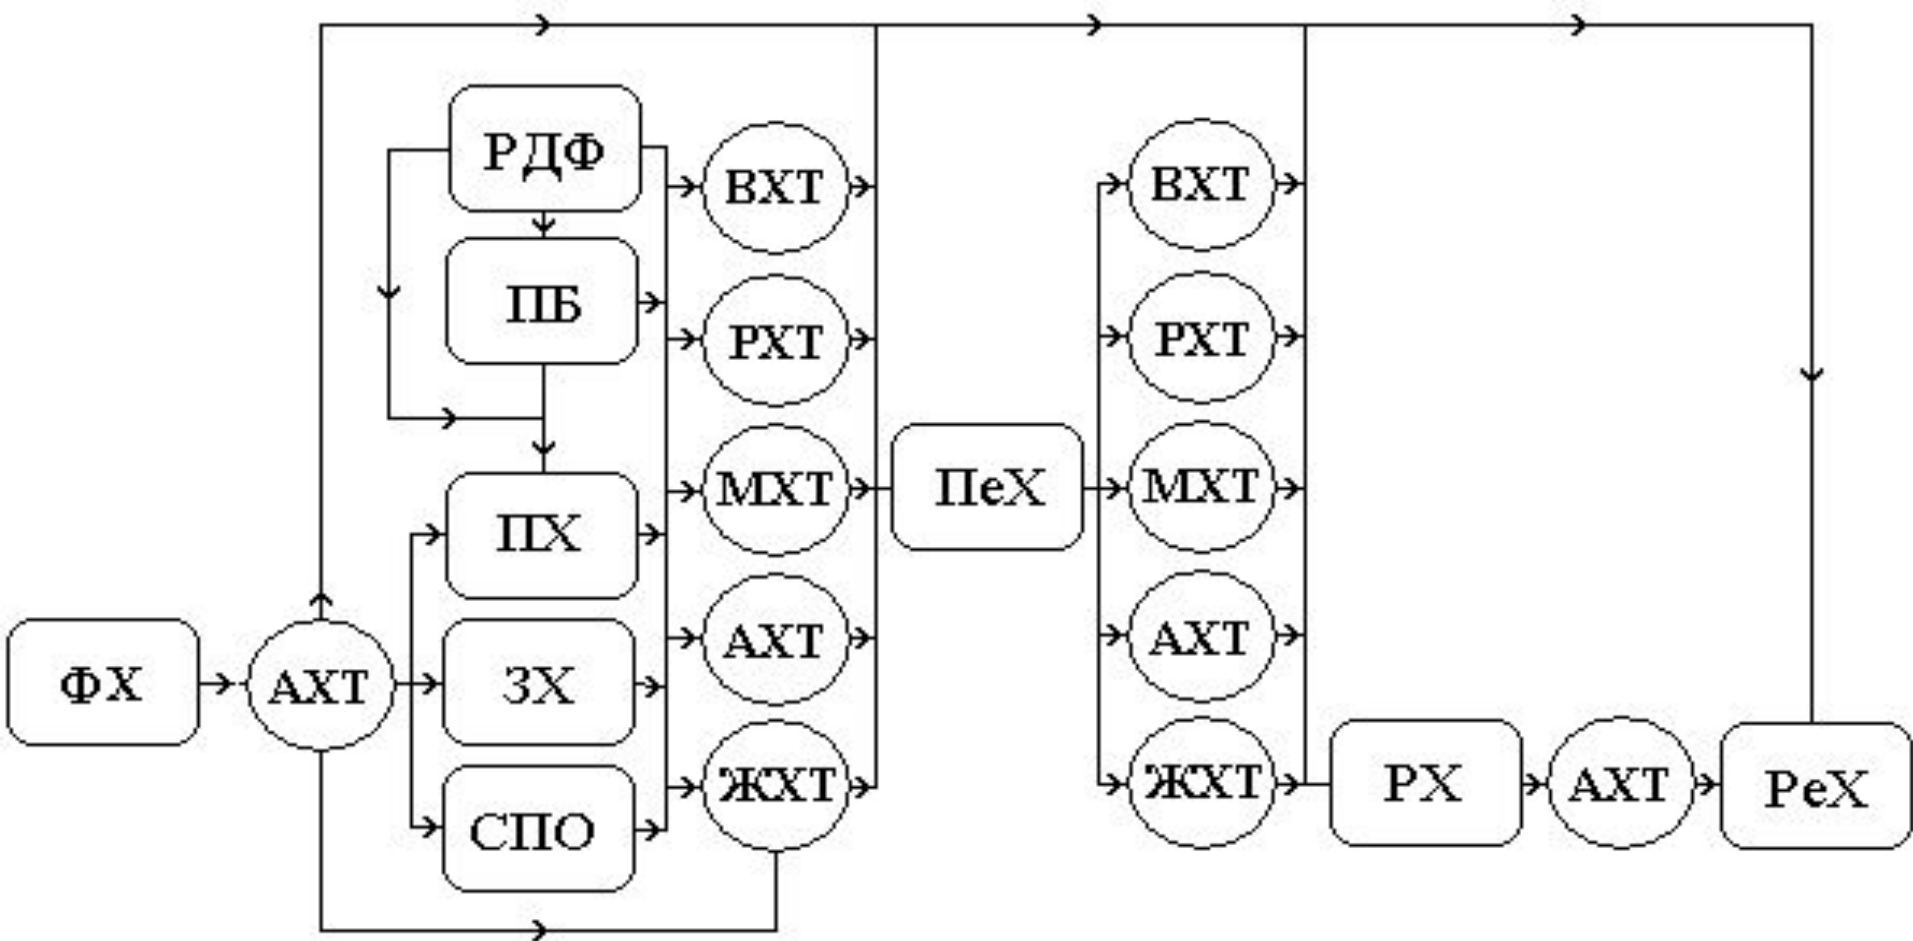 РДФ
ПБ
ПХ
ЗХ
СПО
ФХ
АХТ
ВХТ
РХТ
МХТ
АХТ
ЖХТ
ПеХ
ВХТ
РХТ
МХТ
АХТ
ЖХТ
РХ
АХТ
РеХ